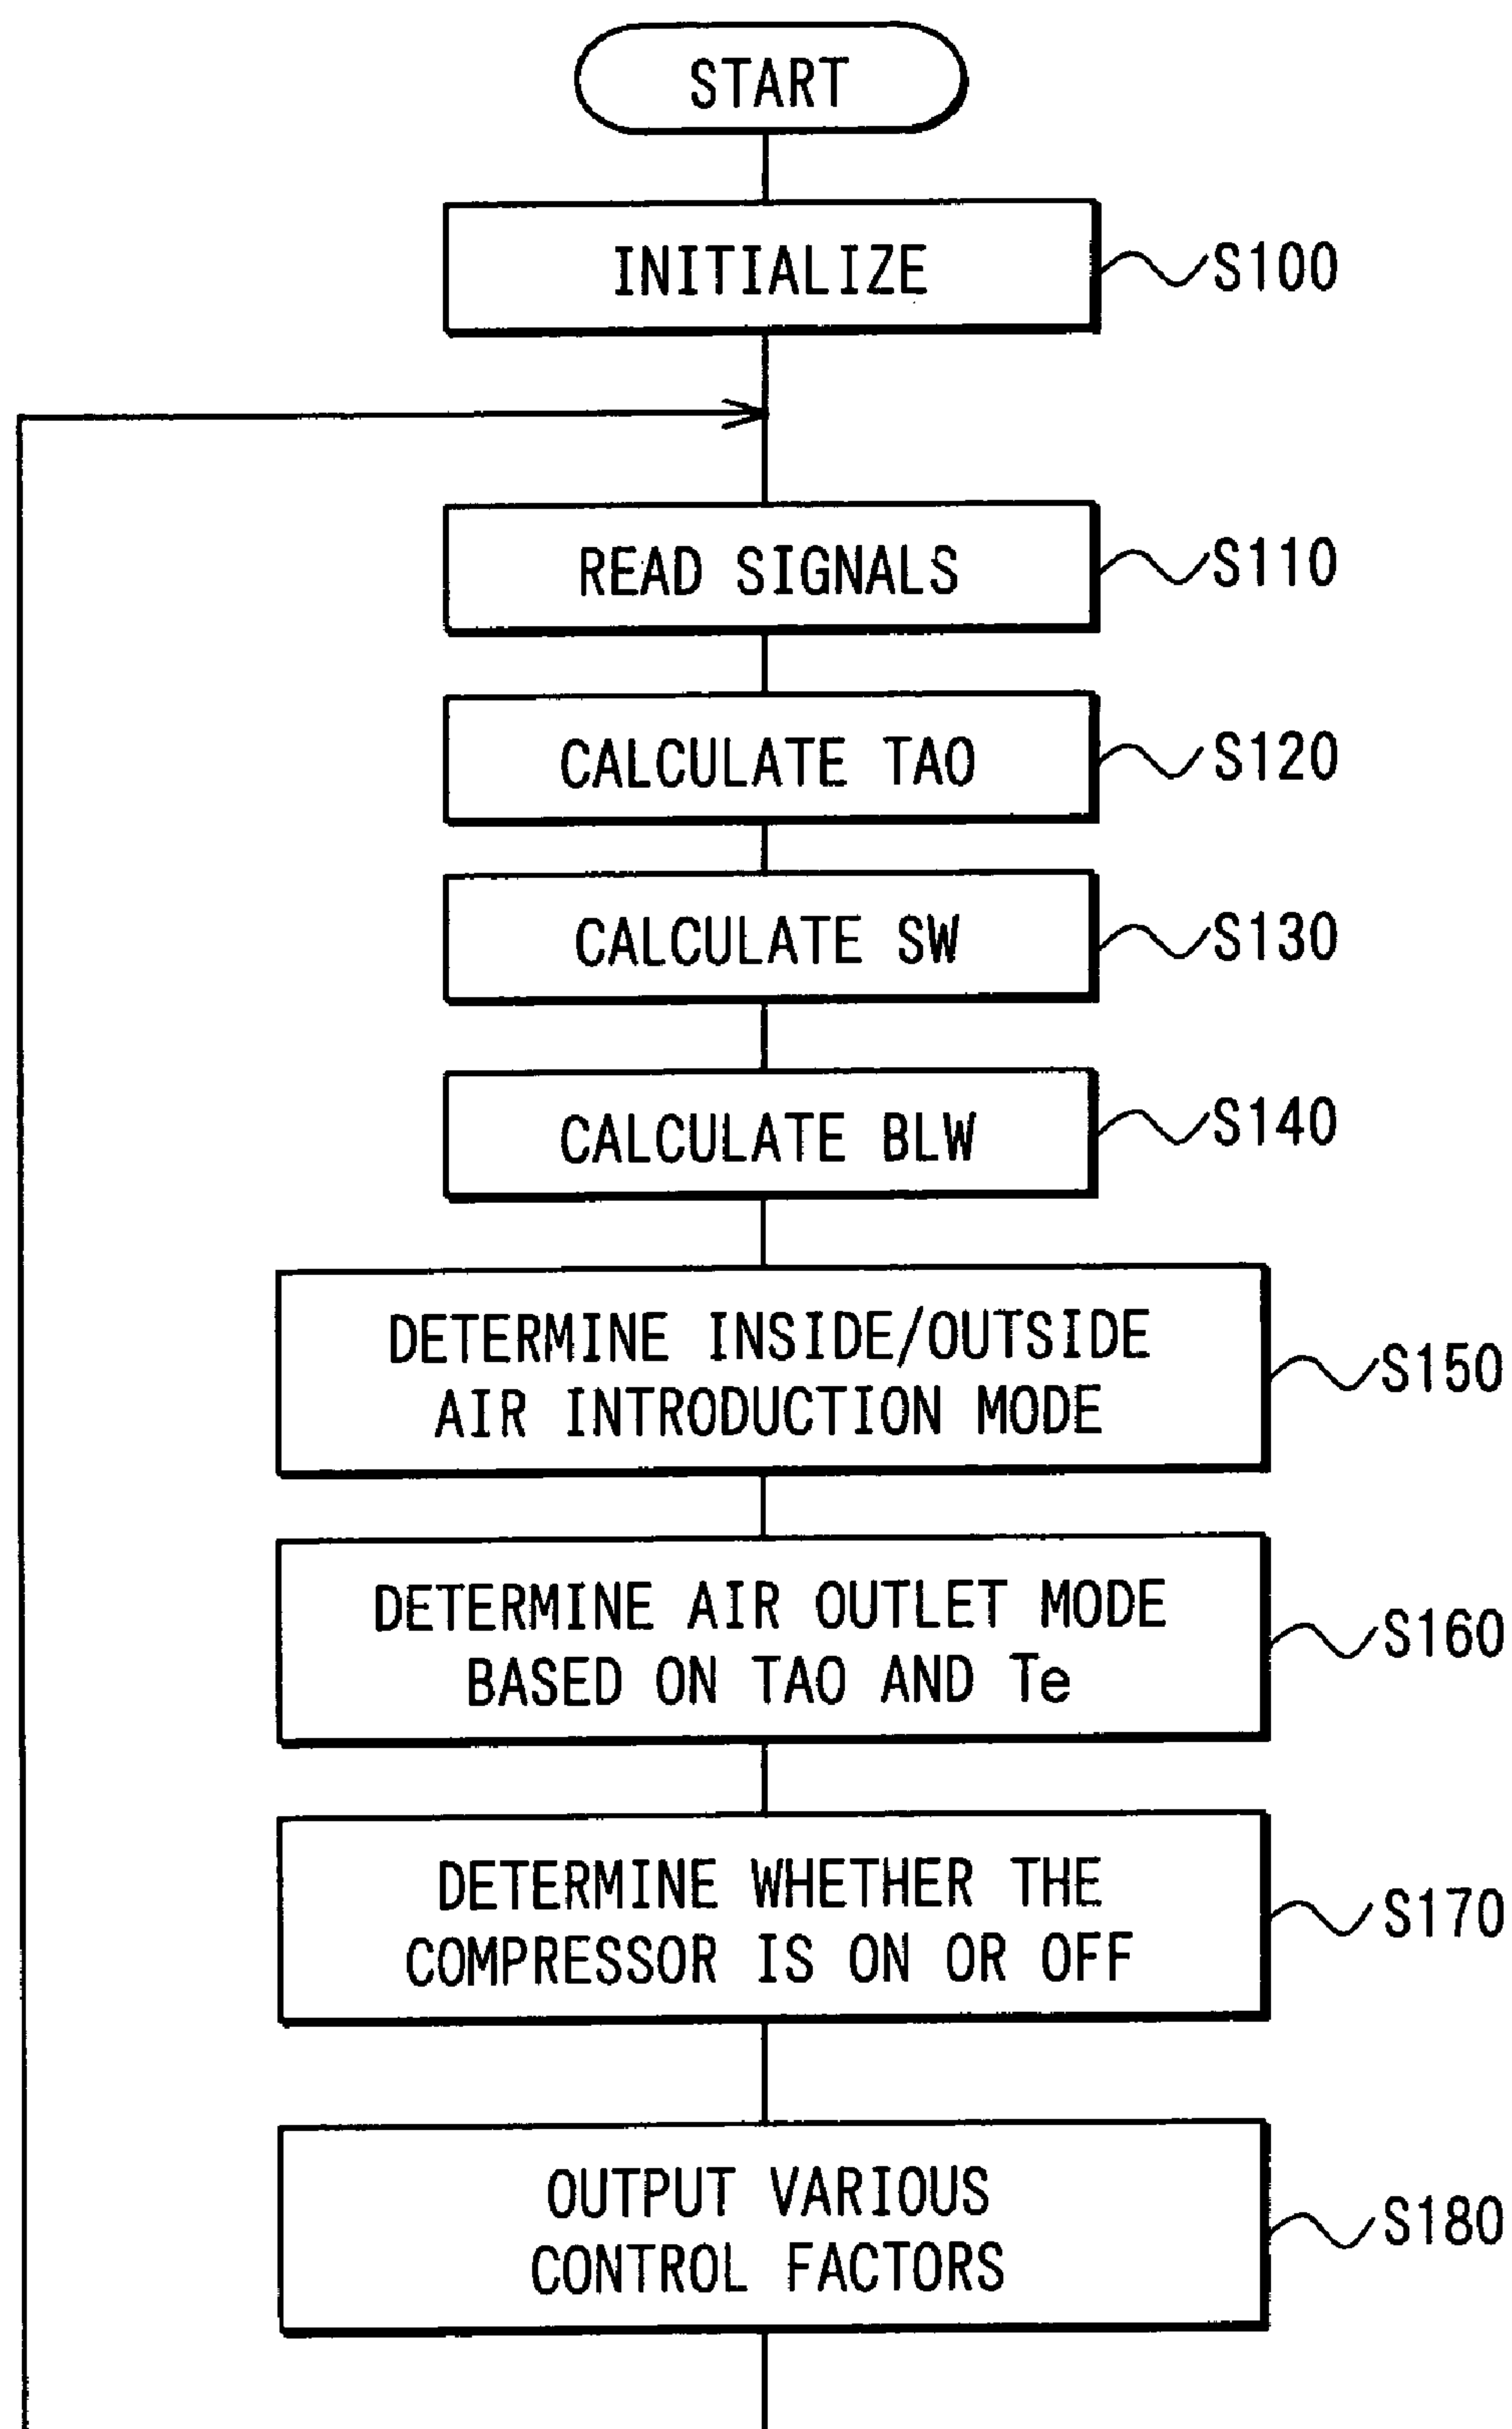 START
INITIALIZE
S100
READ SIGNALS
S110
CALCULATE TAO
S120
CALCULATE SW
S130
CALCULATE BLW
S140
DETERMINE INSIDE/OUTSIDE
AIR INTRODUCTION MODE
S150
DETERMINE AIR OUTLET MODE
BASED ON TAO AND Te
S160
DETERMINE WHETHER THE
COMPRESSOR IS ON OR OFF
S170
OUTPUT VARIOUS
CONTROL FACTORS
S180